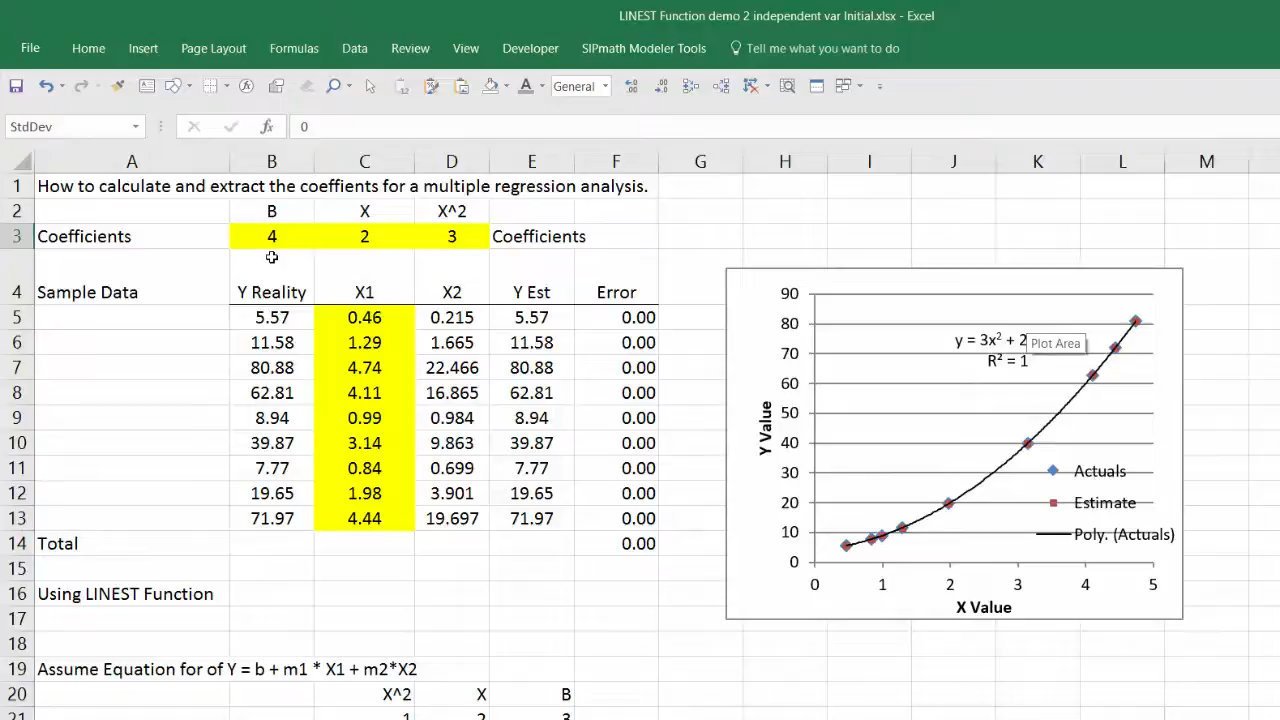 LINEST Function demo 2 independent var Initial.xlsx - Excel
File Home Insert Page Layout Formulas Data Review View Developer SIPmath Modeler Tools Tell me what you want to do
General
StdDev fx 0
A B C D E F G H I J K L M
1 How to calculate and extract the coeffients for a multiple regression analysis.
2 B X X^2
3 Coefficients 4 2 3 Coefficients
4 Sample Data Y Reality X1 X2 Y Est Error
5 5.57 0.46 0.215 5.57 0.00
6 11.58 1.29 1.665 11.58 0.00
7 80.88 4.74 22.466 80.88 0.00
8 62.81 4.11 16.865 62.81 0.00
9 8.94 0.99 0.984 8.94 0.00
10 39.87 3.14 9.863 39.87 0.00
11 7.77 0.84 0.699 7.77 0.00
12 19.65 1.98 3.901 19.65 0.00
13 71.97 4.44 19.697 71.97 0.00
14 Total 0.00
15
16 Using LINEST Function
17
18
19 Assume Equation for of Y = b + m1 * X1 + m2*X2
20 X^2 X B
21 1 2 3
90
80
70
60
50
40
30
20
10
0
y = 3x² + 2
Plot Area
R² = 1
Y Value
Actuals
Estimate
Poly. (Actuals)
0 1 2 3 4 5
X Value